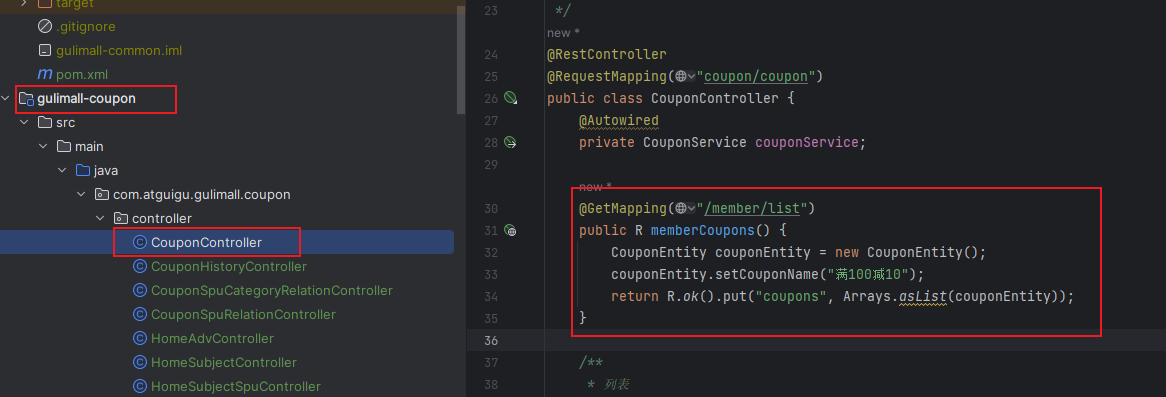 target
.gitignore
gulimall-common.iml
pom.xml
gulimall-coupon
src
main
java
com.atguigu.gulimall.coupon
controller
CouponController
CouponHistoryController
CouponSpuCategoryRelationController
CouponSpuRelationController
HomeAdvController
HomeSubjectController
HomeSubjectSpuController
23 */
new *
24 @RestController
25 @RequestMapping("coupon/coupon")
26 public class CouponController {
27 @Autowired
28 private CouponService couponService;
29
new *
30 @GetMapping("/member/list")
31 public R memberCoupons() {
32 CouponEntity couponEntity = new CouponEntity();
33 couponEntity.setCouponName("满100减10");
34 return R.ok().put("coupons", Arrays.asList(couponEntity));
35 }
36
37 /**
38 * 列表